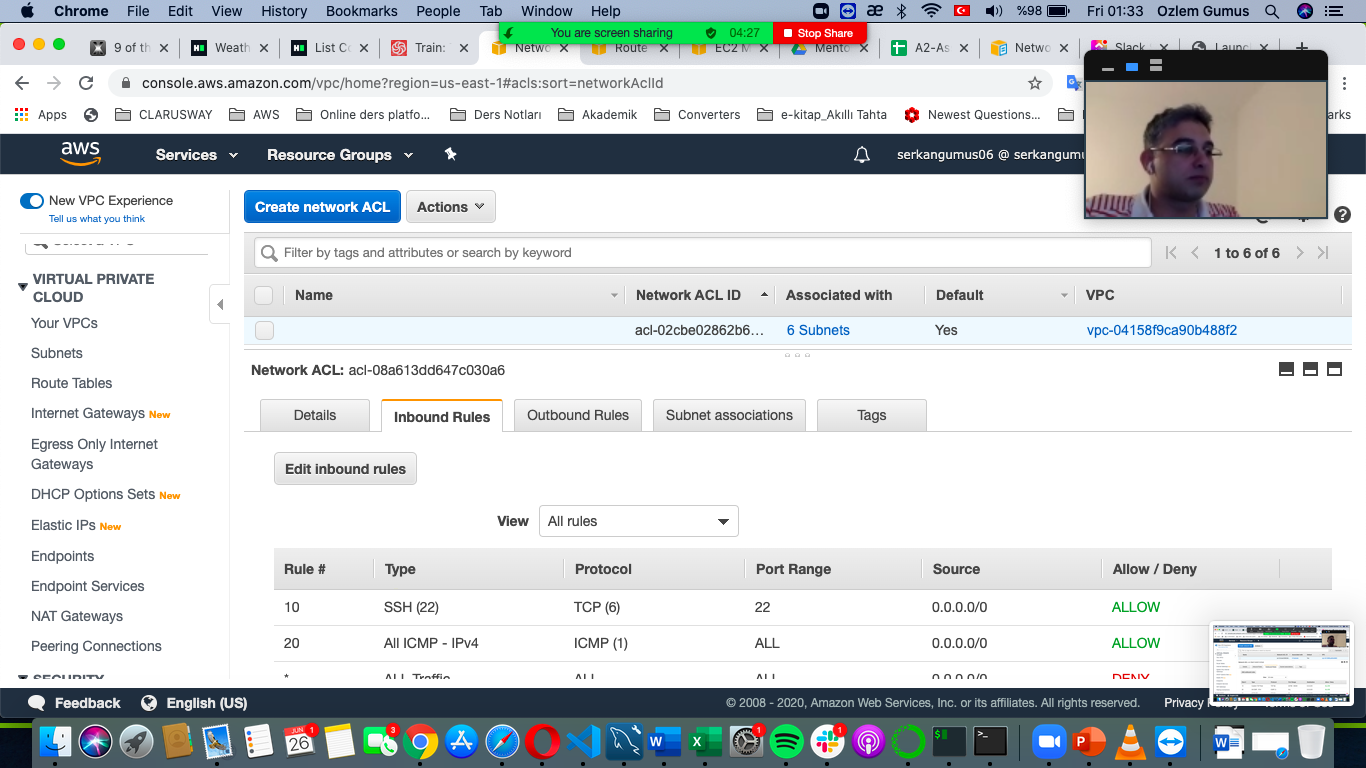 Chrome File Edit View History Bookmarks People Tab Window Help %98 Fri 01:33 Ozlem Gumus
You are screen sharing 04:27 Stop Share
9 of th Weath List Co Train: T Netwo Route EC2 M Mento A2-As Netwo Slack Launc
console.aws.amazon.com/vpc/home?region=us-east-1#acls:sort=networkAclId
Apps CLARUSWAY AWS Online ders platfo... Ders Notları Akademik Converters e-kitap_Akıllı Tahta Newest Questions... arks
aws Services Resource Groups serkangumus06 @ serkangumu
New VPC Experience
Tell us what you think
Create network ACL Actions
Filter by tags and attributes or search by keyword 1 to 6 of 6
VIRTUAL PRIVATE
CLOUD
Your VPCs
Subnets
Route Tables
Internet Gateways New
Egress Only Internet
Gateways
DHCP Options Sets New
Elastic IPs New
Endpoints
Endpoint Services
NAT Gateways
Peering Connections
SECURITY
Name Network ACL ID Associated with Default VPC
acl-02cbe02862b6... 6 Subnets Yes vpc-04158f9ca90b488f2
Network ACL: acl-08a613dd647c030a6
Details Inbound Rules Outbound Rules Subnet associations Tags
Edit inbound rules
View All rules
Rule # Type Protocol Port Range Source Allow / Deny
10 SSH (22) TCP (6) 22 0.0.0.0/0 ALLOW
20 All ICMP - IPv4 ICMP (1) ALL 0.0.0.0/0 ALLOW
* ALL Traffic ALL ALL 0.0.0.0/0 DENY
Feedback English (US) © 2008 - 2020, Amazon Web Services, Inc. or its affiliates. All rights reserved. Privacy
JUN 26